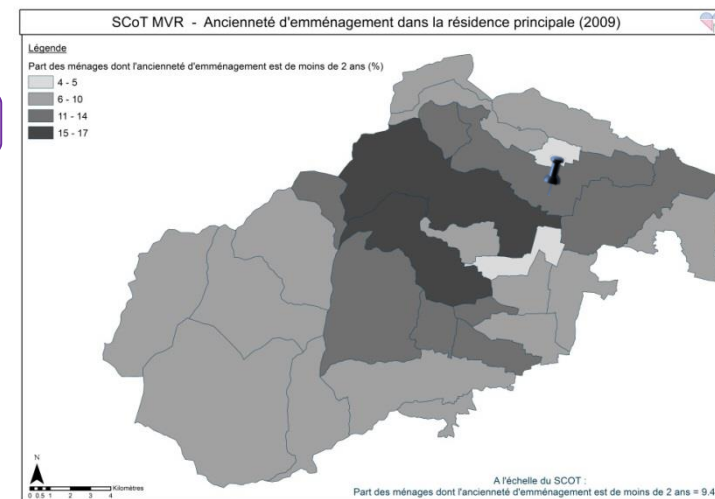 SCoT MVR - Ancienneté d'emménagement dans la résidence principale (2009)
Légende
Part des ménages dont l'ancienneté d'emménagement est de moins de 2 ans (%)
4 - 5
6 - 10
11 - 14
15 - 17
N
0 0.5 1 2 3 4 Kilomètres
A l'échelle du SCOT :
Part des ménages dont l'ancienneté d'emménagement est de moins de 2 ans = 9,4